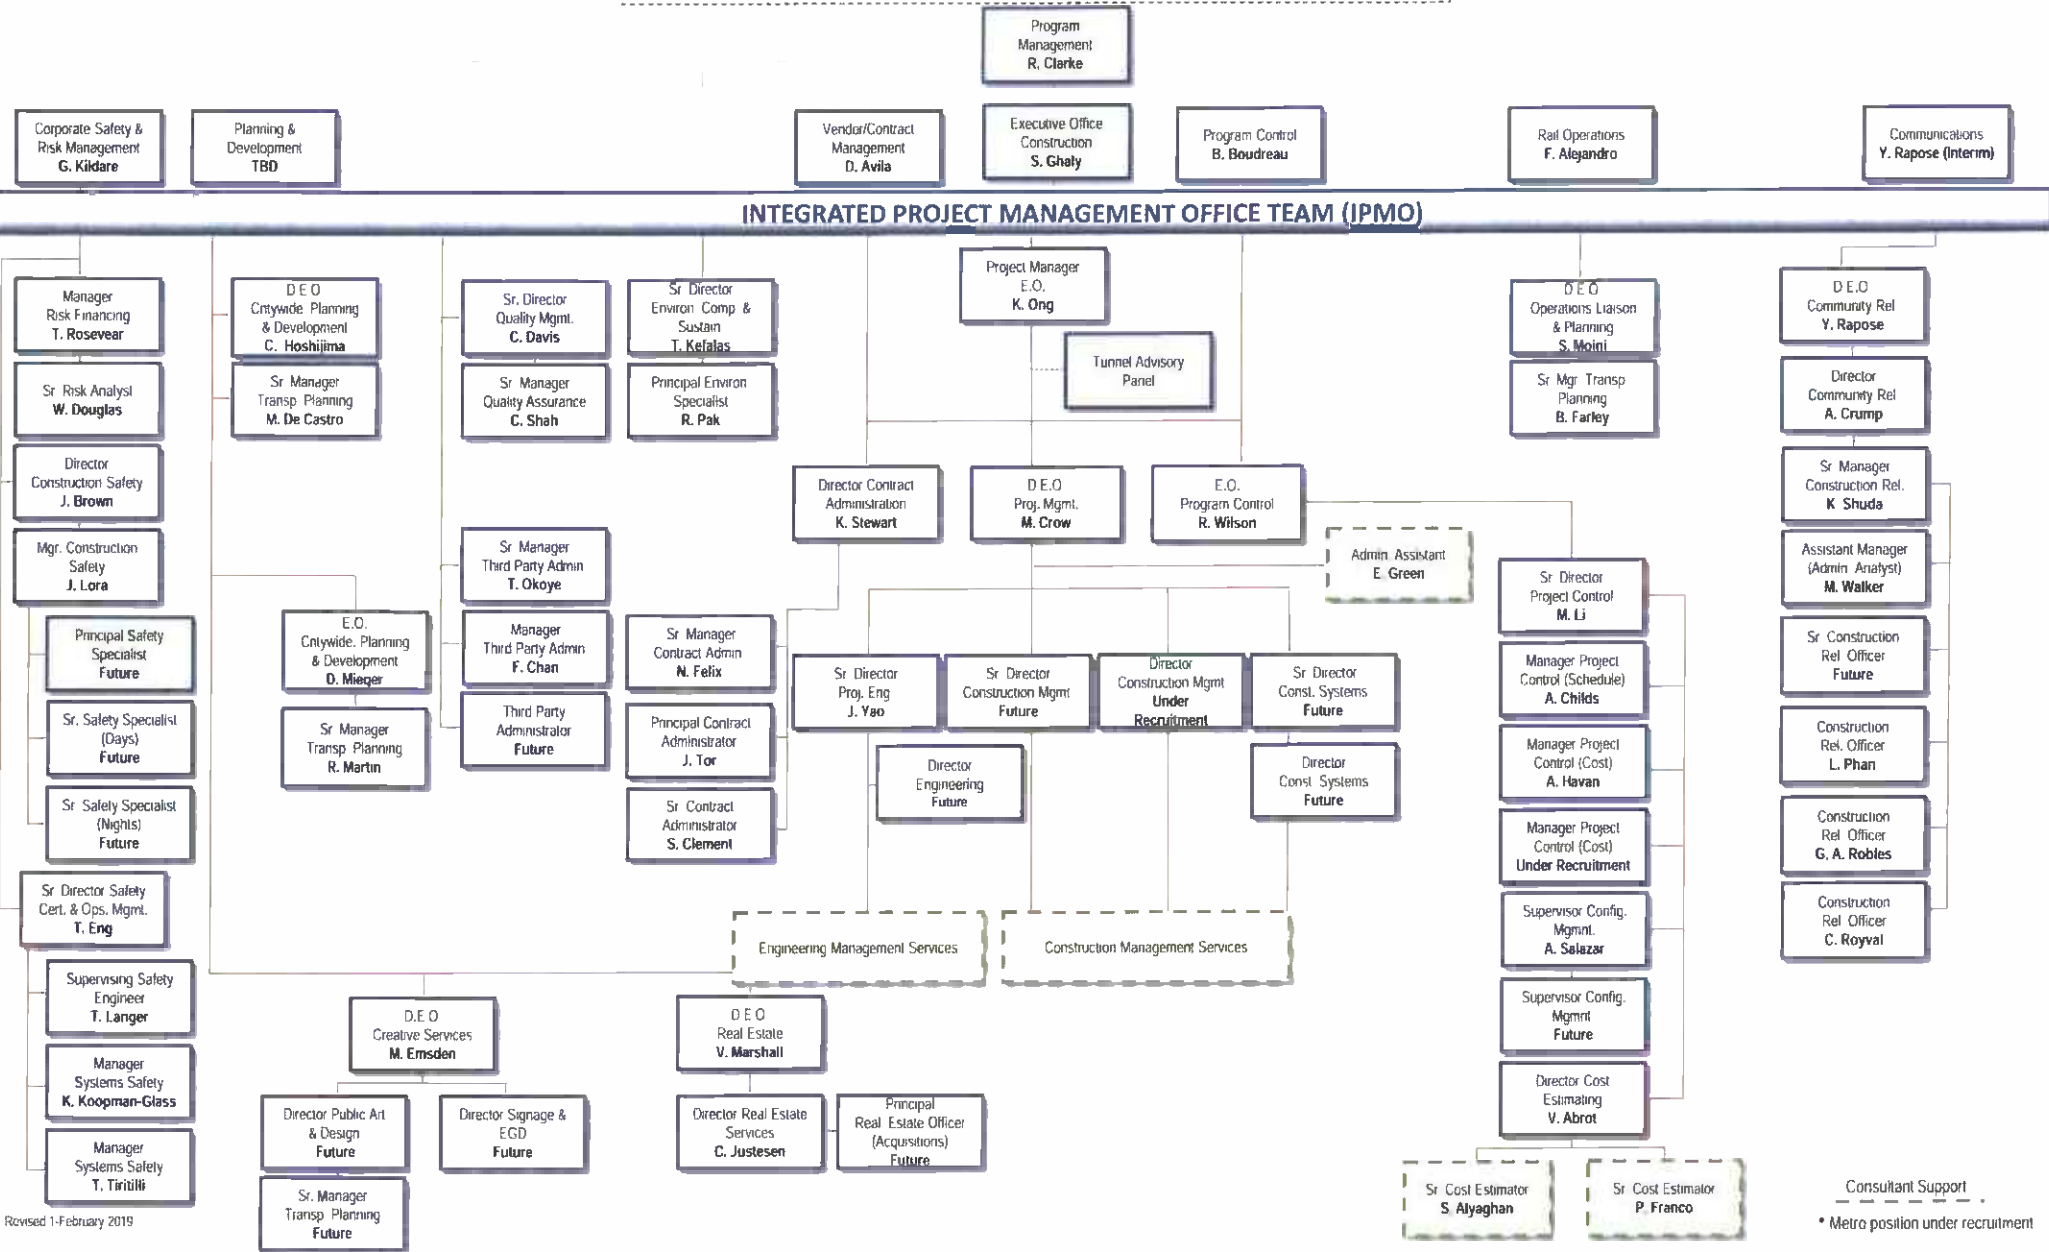 Program
Management
R. Clarke
Corporate Safety &
Risk Management
G. Kildare
Planning &
Development
TBD
Vendor/Contract
Management
D. Avila
Executive Office
Construction
S. Ghaly
Program Control
B. Boudreau
Rail Operations
F. Alejandro
Communications
Y. Rapose (Interim)
INTEGRATED PROJECT MANAGEMENT OFFICE TEAM (IPMO)
Manager
Risk Financing
T. Rosevear
Sr Risk Analyst
W. Douglas
Director
Construction Safety
J. Brown
Mgr. Construction
Safety
J. Lora
Principal Safety
Specialist
Future
Sr. Safety Specialist
(Days)
Future
Sr Safety Specialist
(Nights)
Future
Sr Director Safety
Cert. & Ops. Mgmt.
T. Eng
Supervising Safety
Engineer
T. Langer
Manager
Systems Safety
K. Koopman-Glass
Manager
Systems Safety
T. Tiritilli
D E O
Cntywide Planning
& Development
C. Hoshijima
Sr Manager
Transp Planning
M. De Castro
E.O.
Cntywide. Planning
& Development
D. Mieger
Sr Manager
Transp Planning
R. Martin
Sr. Director
Quality Mgmt.
C. Davis
Sr Manager
Quality Assurance
C. Shah
Sr Manager
Third Party Admin
T. Okoye
Manager
Third Party Admin
F. Chan
Third Party
Administrator
Future
Sr Director
Environ Comp &
Sustain
T. Kefalas
Principal Environ
Specialist
R. Pak
Sr Manager
Contract Admin
N. Felix
Principal Contract
Administrator
J. Tor
Sr Contract
Administrator
S. Clement
Project Manager
E.O.
K. Ong
Tunnel Advisory
Panel
Director Contract
Administration
K. Stewart
D E.O
Proj. Mgmt.
M. Crow
E.O.
Program Control
R. Wilson
Admin Assistant
E. Green
Sr Director
Proj. Eng
J. Yao
Sr Director
Construction Mgmt
Future
Director
Construction Mgmt
Under
Recruitment
Sr Director
Const. Systems
Future
Director
Engineering
Future
Director
Const Systems
Future
Engineering Management Services
Construction Management Services
D.E O
Creative Services
M. Emsden
Director Public Art
& Design
Future
Director Signage &
EGD
Future
Sr. Manager
Transp Planning
Future
D E O
Real Estate
V. Marshall
Director Real Estate
Services
C. Justesen
Principal
Real Estate Officer
(Acquisitions)
Future
D E O
Operations Liaison
& Planning
S. Moini
Sr Mgr Transp
Planning
B. Farley
Sr Director
Project Control
M. Li
Manager Project
Control (Schedule)
A. Childs
Manager Project
Control (Cost)
A. Havan
Manager Project
Control (Cost)
Under Recruitment
Supervisor Config.
Mgmnt.
A. Salazar
Supervisor Config.
Mgmnt
Future
Director Cost
Estimating
V. Abrot
Sr Cost Estimator
S. Alyaghan
Sr Cost Estimator
P. Franco
D E.O
Community Rel
Y. Rapose
Director
Community Rel
A. Crump
Sr Manager
Construction Rel.
K Shuda
Assistant Manager
(Admin Analyst)
M. Walker
Sr Construction
Rel Officer
Future
Construction
Rel. Officer
L. Phan
Construction
Rel Officer
G. A. Robles
Construction
Rel Officer
C. Royval
Consultant Support
* Metro position under recruitment
Revised 1-February 2019